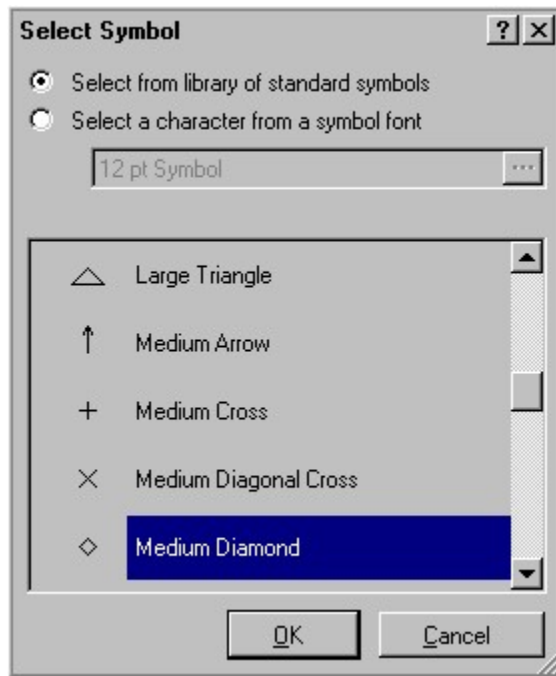 Select Symbol
Select from library of standard symbols
Select a character from a symbol font
12 pt Symbol ...
Large Triangle
Medium Arrow
Medium Cross
Medium Diagonal Cross
Medium Diamond
OK Cancel